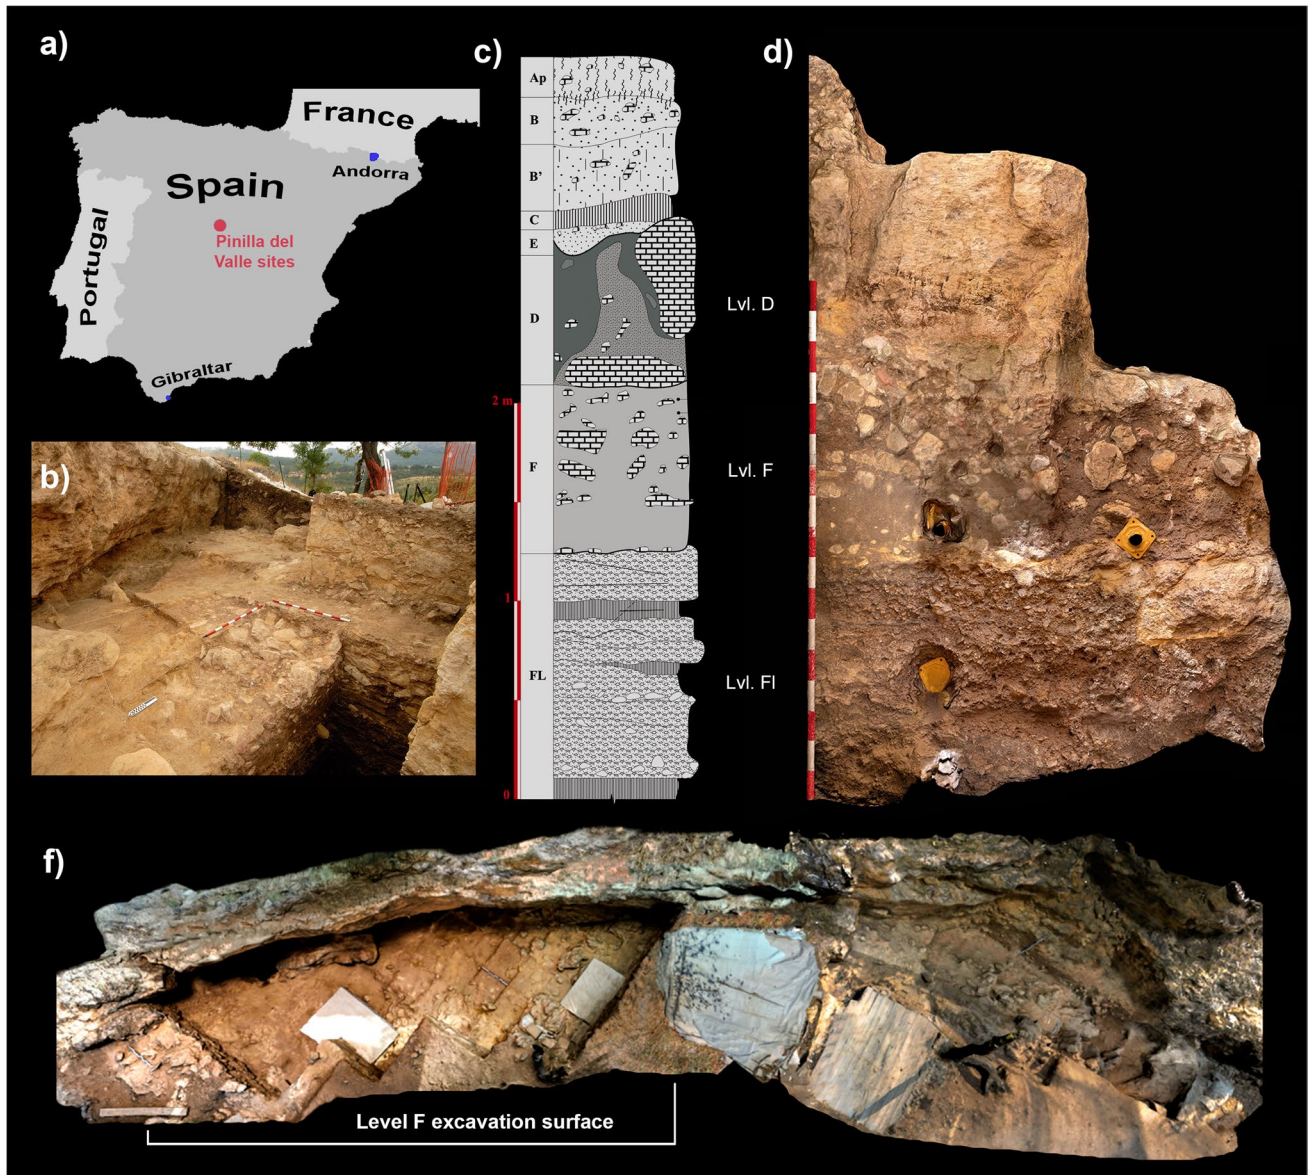 a)
France
Andorra
Spain
Pinilla del
Valle sites
Portugal
Gibraltar
b)
c)
Ap
B
B’
C
E
D
2 m
F
1
FL
0
Lvl. D
Lvl. F
Lvl. Fl
d)
f)
Level F excavation surface